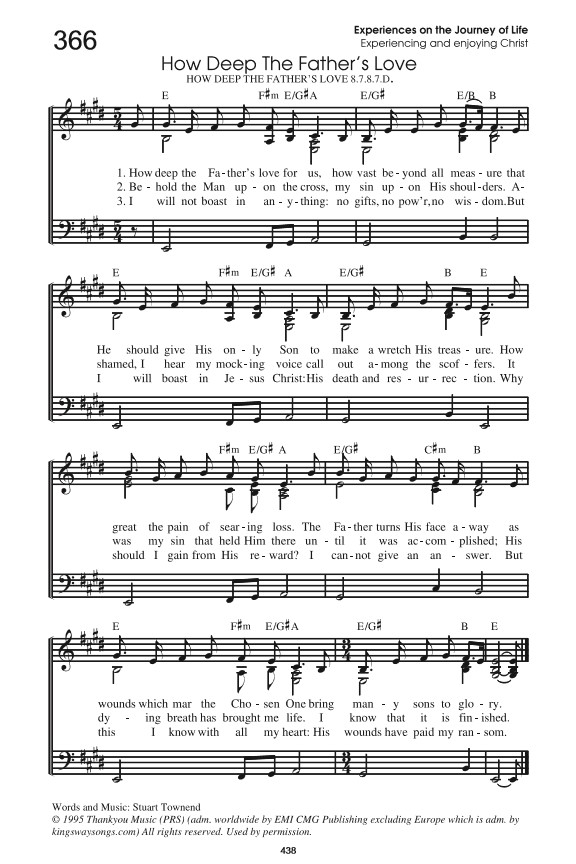 366
Experiences on the Journey of Life
Experiencing and enjoying Christ
How Deep The Father's Love
HOW DEEP THE FATHER'S LOVE 8.7.8.7.D.
E F♯m E/G♯ A E/G♯ E/B B
5 4
1. How deep the Fa - ther's love for us, how vast be - yond all meas - ure that
2. Be - hold the Man up - on the cross, my sin up - on His shoul - ders. A -
3. I will not boast in an - y - thing: no gifts, no pow'r, no wis - dom. But
5 4
E F♯m E/G♯ A E/G♯ B E
He should give His on - ly Son to make a wretch His treas - ure. How
shamed, I hear my mock - ing voice call out a - mong the scof - fers. It
I will boast in Je - sus Christ: His death and res - ur - rec - tion. Why
F♯m E/G♯ A E/G♯ C♯m B
great the pain of sear - ing loss. The Fa - ther turns His face a - way as
was my sin that held Him there un - til it was ac - com - plished; His
should I gain from His re - ward? I can - not give an an - swer. But
E F♯m E/G♯ A E/G♯ B E
3 4
wounds which mar the Cho - sen One bring man - y sons to glo - ry.
dy - ing breath has brought me life. I know that it is fin - ished.
this I know with all my heart: His wounds have paid my ran - som.
3 4
Words and Music: Stuart Townend
© 1995 Thankyou Music (PRS) (adm. worldwide by EMI CMG Publishing excluding Europe which is adm. by
kingswaysongs.com) All rights reserved. Used by permission.
438